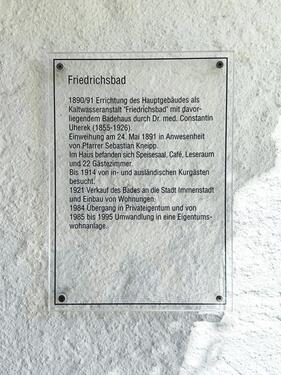 Friedrichsbad
1890/91 Errichtung des Hauptgebäudes als
Kaltwasseranstalt "Friedrichsbad" mit davor-
liegendem Badehaus durch Dr. med. Constantin
Uherek (1855-1926).
Einweihung am 24. Mai 1891 in Anwesenheit
von Pfarrer Sebastian Kneipp.
Im Haus befanden sich Speisesaal, Café, Leseraum
und 22 Gästezimmer.
Bis 1914 von in- und ausländischen Kurgästen
besucht.
1921 Verkauf des Bades an die Stadt Immenstadt
und Einbau von Wohnungen.
1984 Übergang in Privateigentum und von
1985 bis 1995 Umwandlung in eine Eigentums-
wohnanlage.